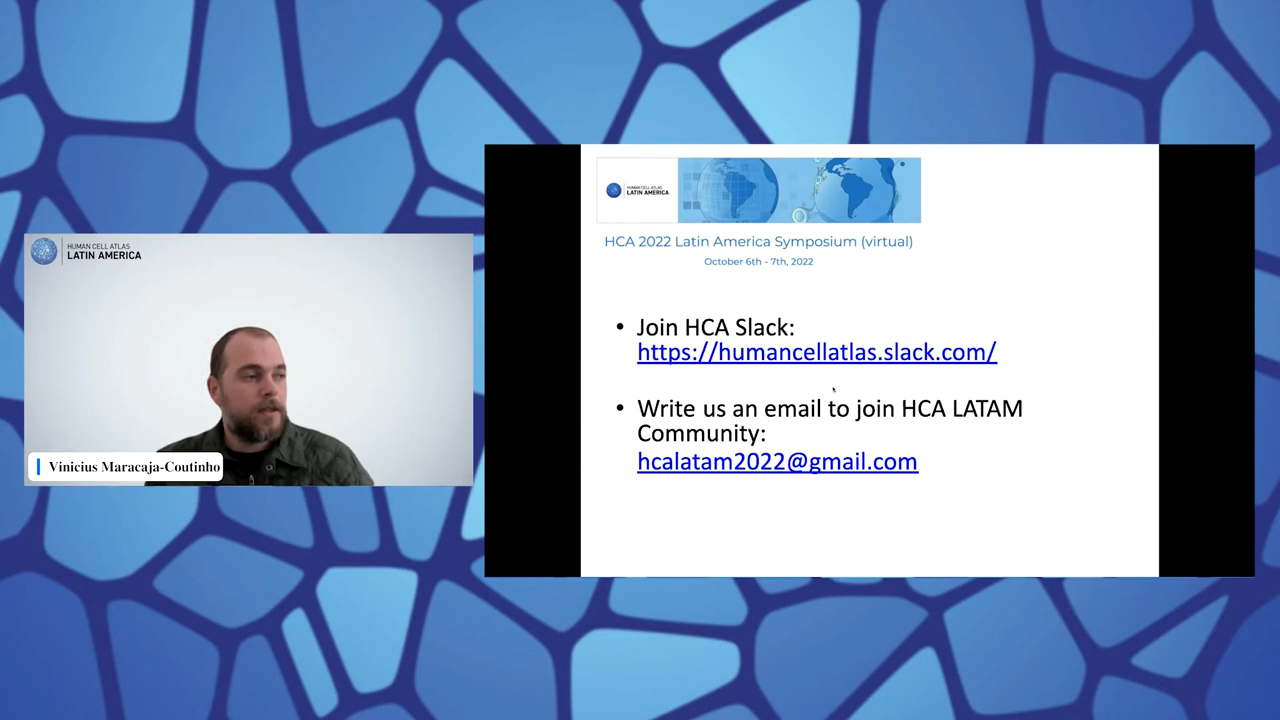 HUMAN CELL ATLAS
LATIN AMERICA
Vinicius Maracaja-Coutinho
HUMAN CELL ATLAS
LATIN AMERICA
HCA 2022 Latin America Symposium (virtual)
October 6th - 7th, 2022
• Join HCA Slack:
https://humancellatlas.slack.com/
• Write us an email to join HCA LATAM
Community:
hcalatam2022@gmail.com